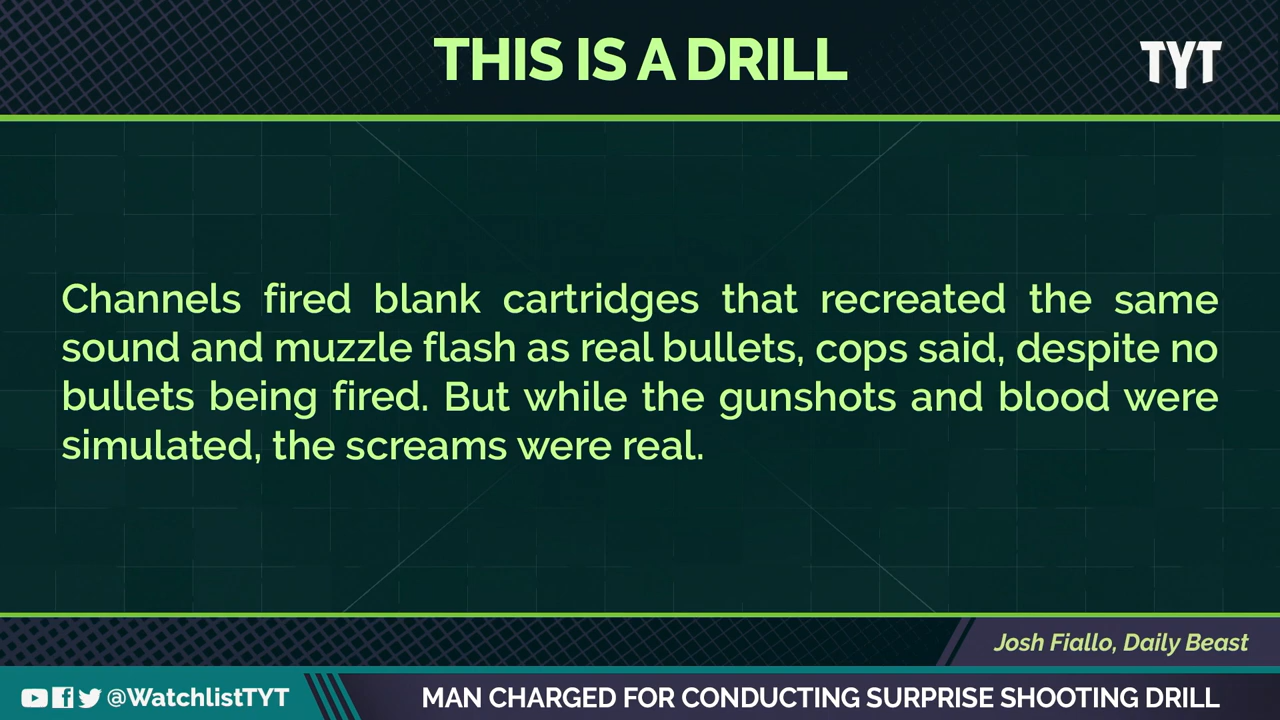 THIS IS A DRILL
TYT
Channels fired blank cartridges that recreated the same
sound and muzzle flash as real bullets, cops said, despite no
bullets being fired. But while the gunshots and blood were
simulated, the screams were real.
Josh Fiallo, Daily Beast
@WatchlistTYT
MAN CHARGED FOR CONDUCTING SURPRISE SHOOTING DRILL